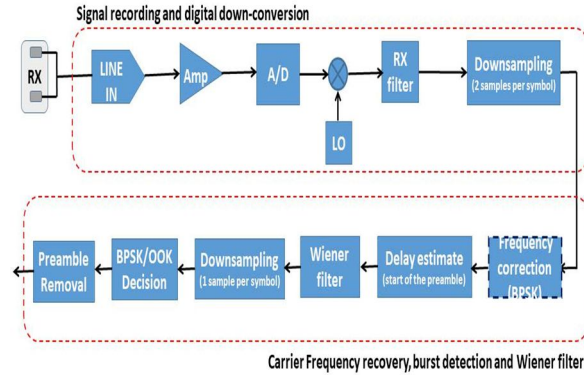 Signal recording and digital down-conversion
RX
LINE
IN
Amp
A/D
LO
RX
filter
Downsampling
(2 samples per symbol)
Preamble
Removal
BPSK/OOK
Decision
Downsampling
(1 sample per symbol)
Wiener
filter
Delay estimate
(start of the preamble)
Frequency
correction
(BPSK)
Carrier Frequency recovery, burst detection and Wiener filter